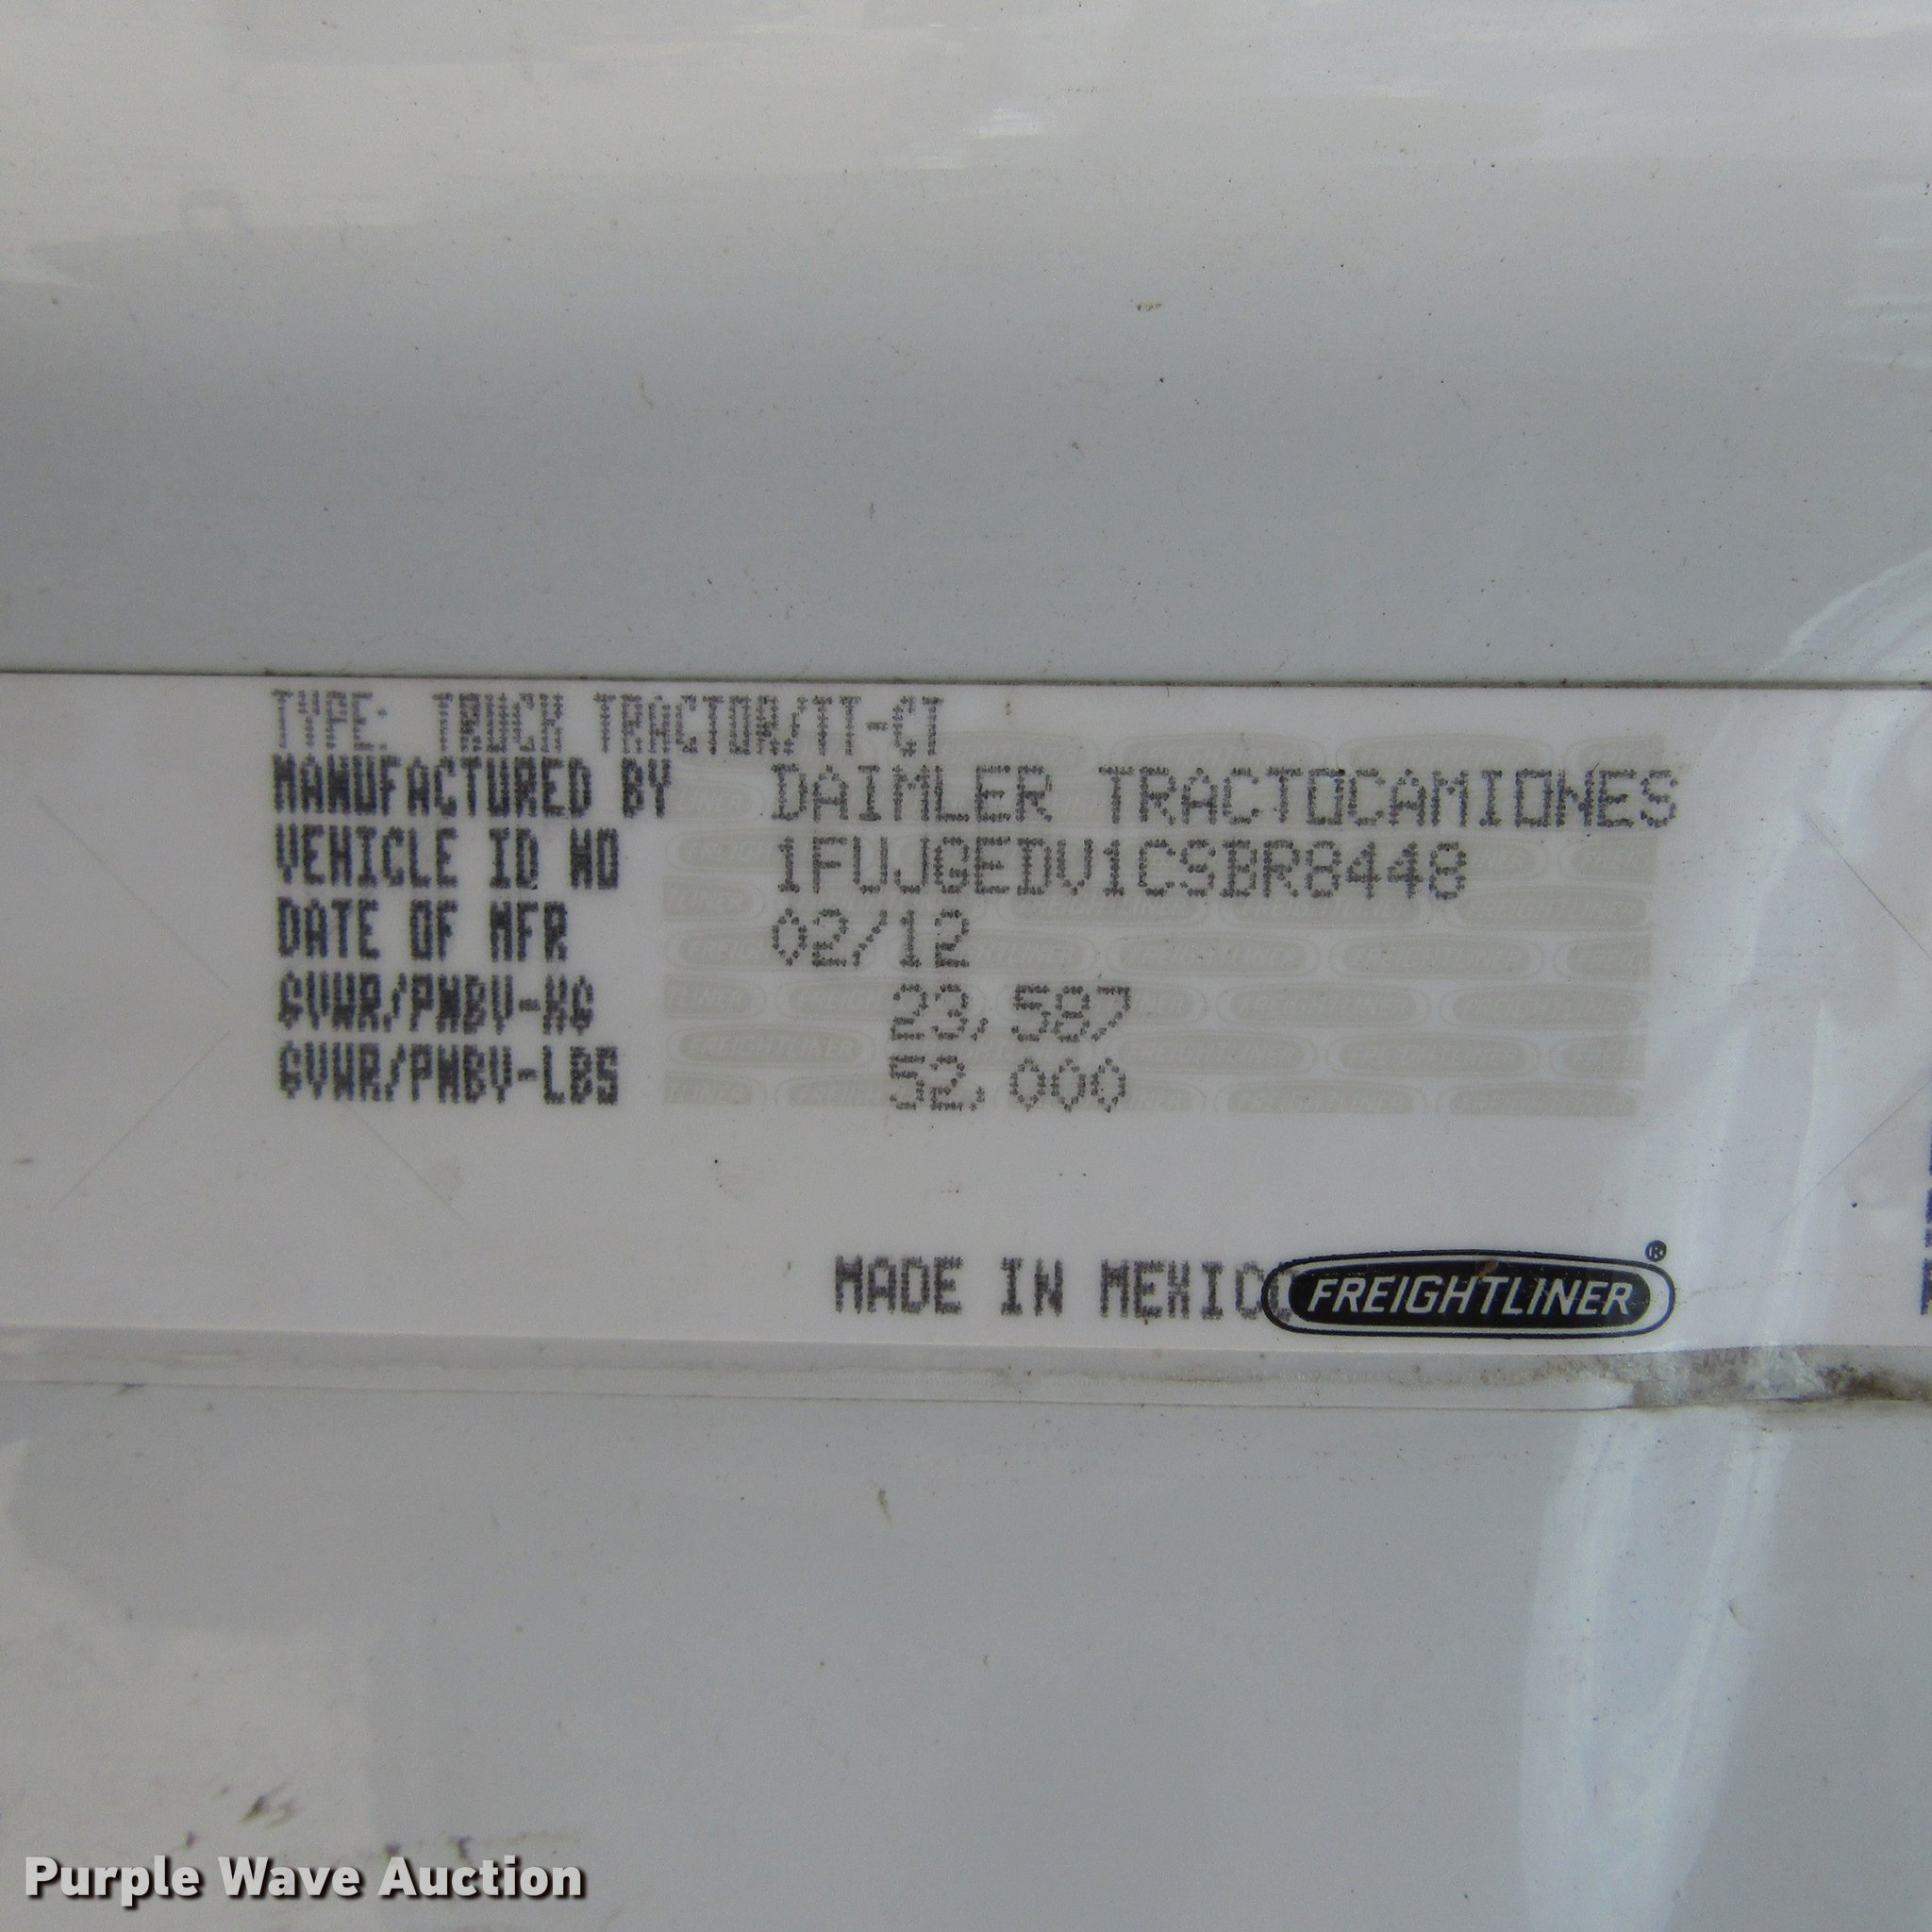 TYPE: TRUCK TRACTOR/TT-CT
MANUFACTURED BY DAIMLER TRACTOCAMIONES
VEHICLE ID NO 1FUJGEDV1CSBR8448
DATE OF MFR 02/12
GVWR/PNBV-KG 23,587
GVWR/PNBV-LBS 52,000
MADE IN MEXICO FREIGHTLINER®
Purple Wave Auction